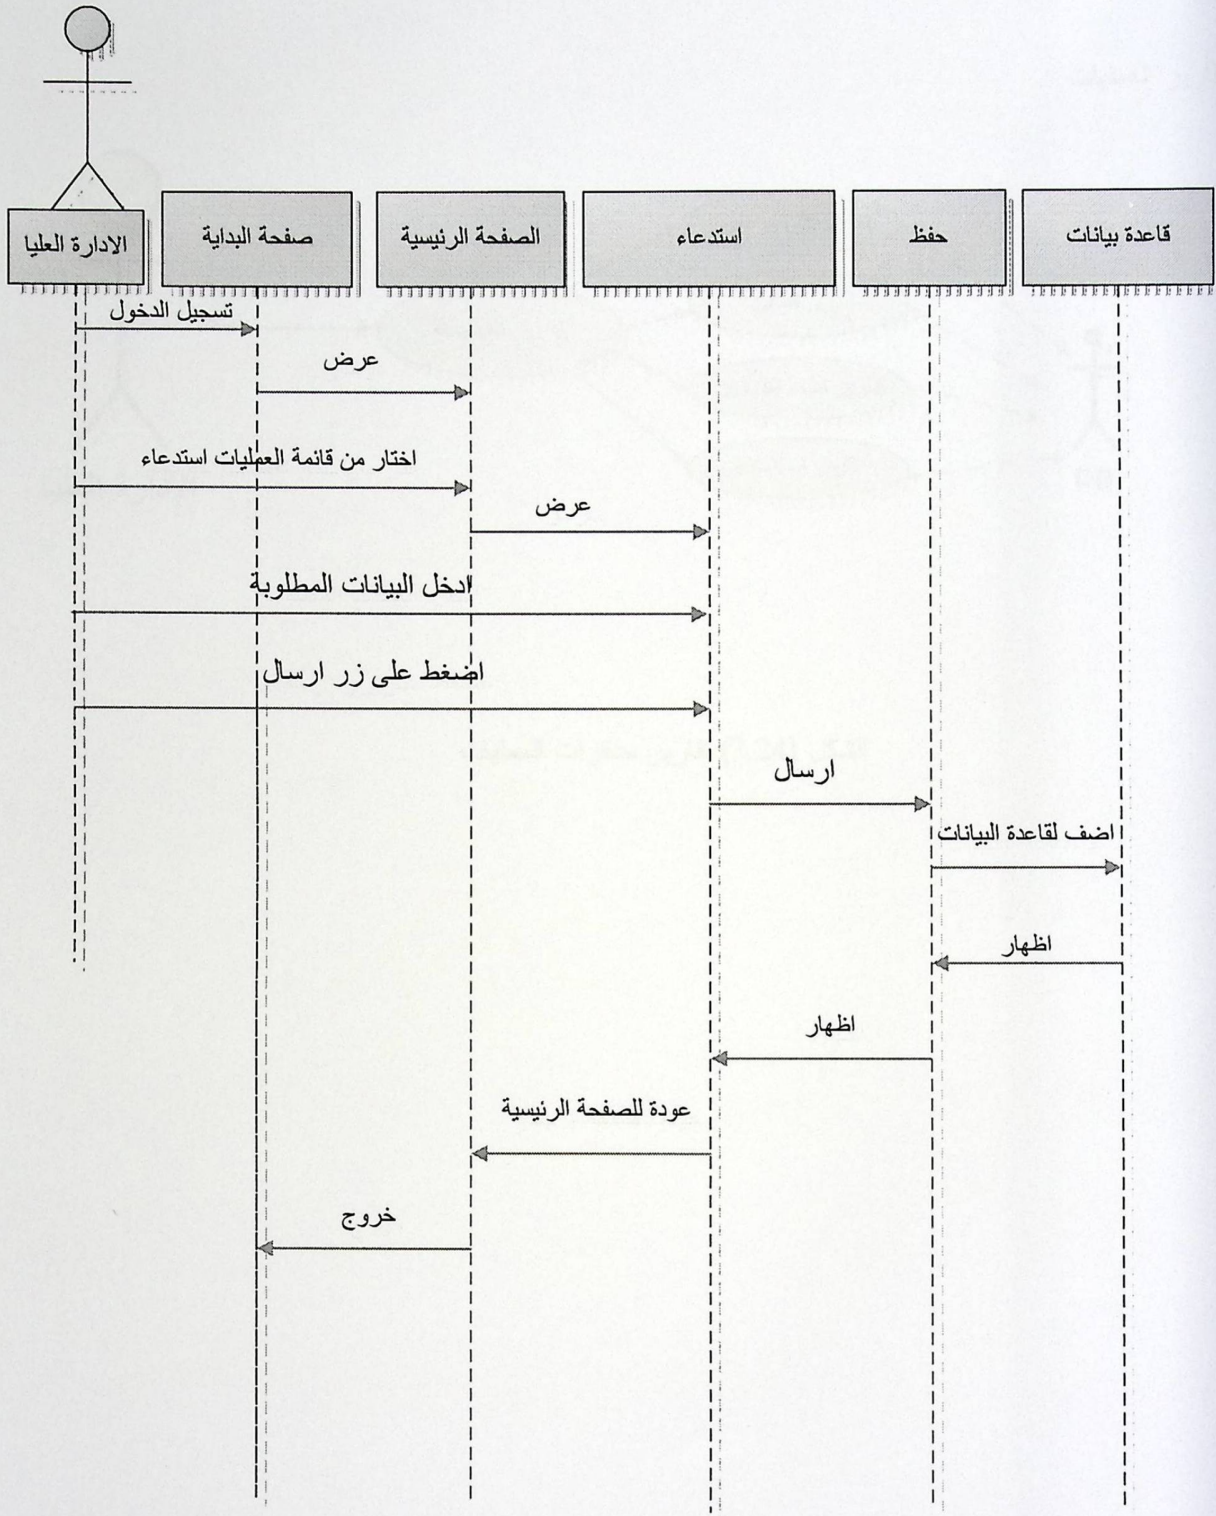 الادارة العليا
صفحة البداية
الصفحة الرئيسية
استدعاء
حفظ
قاعدة بيانات
تسجيل الدخول
عرض
اختار من قائمة العمليات استدعاء
عرض
ادخل البيانات المطلوبة
اضغط على زر ارسال
ارسال
اضف لقاعدة البيانات
اظهار
اظهار
عودة للصفحة الرئيسية
خروج